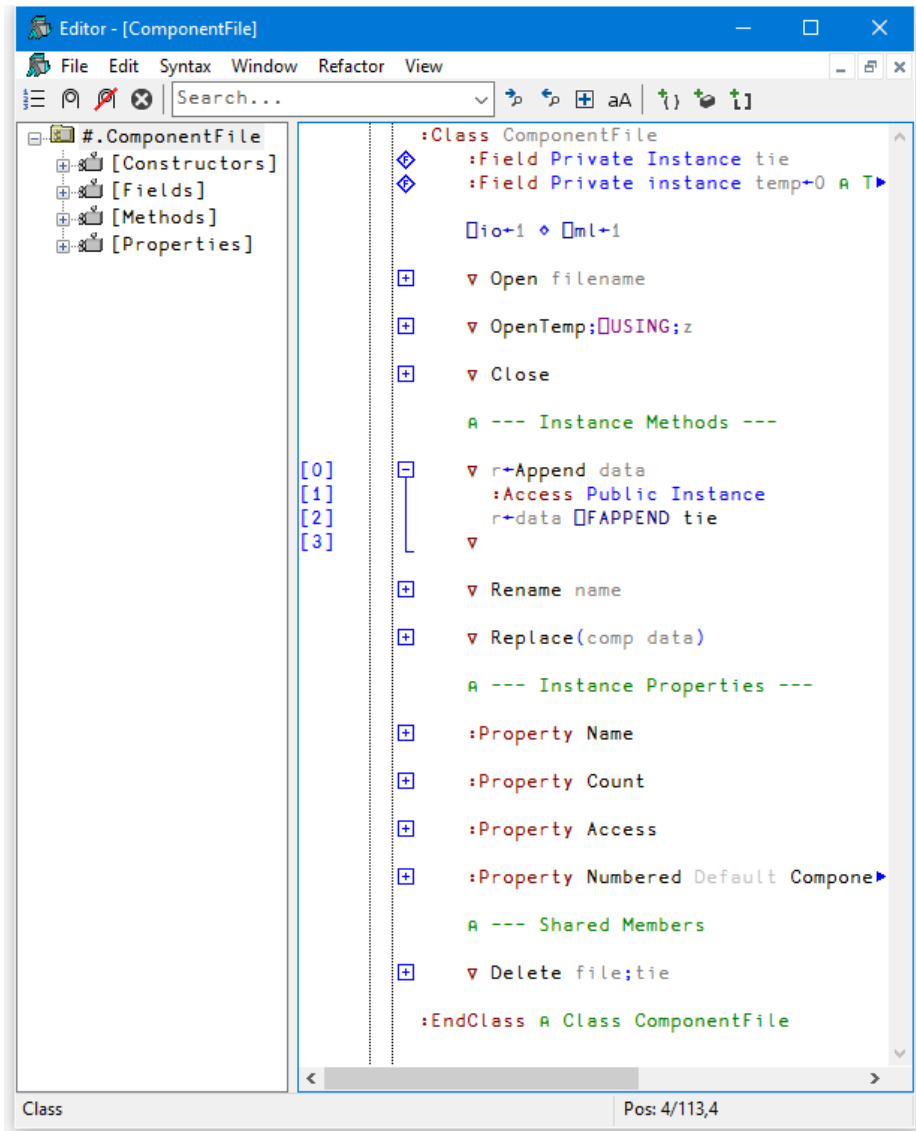 Editor - [ComponentFile]
File Edit Syntax Window Refactor View
Search... aA
#.ComponentFile
[Constructors]
[Fields]
[Methods]
[Properties]
:Class ComponentFile
:Field Private Instance tie
:Field Private instance temp←0 ⍝ T
⎕io←1 ⋄ ⎕ml←1
∇ Open filename
∇ OpenTemp;⎕USING;z
∇ Close
⍝ --- Instance Methods ---
[0] ∇ r←Append data
[1] :Access Public Instance
[2] r←data ⎕FAPPEND tie
[3] ∇
∇ Rename name
∇ Replace(comp data)
⍝ --- Instance Properties ---
:Property Name
:Property Count
:Property Access
:Property Numbered Default Compone
⍝ --- Shared Members
∇ Delete file;tie
:EndClass ⍝ Class ComponentFile
Class Pos: 4/113,4